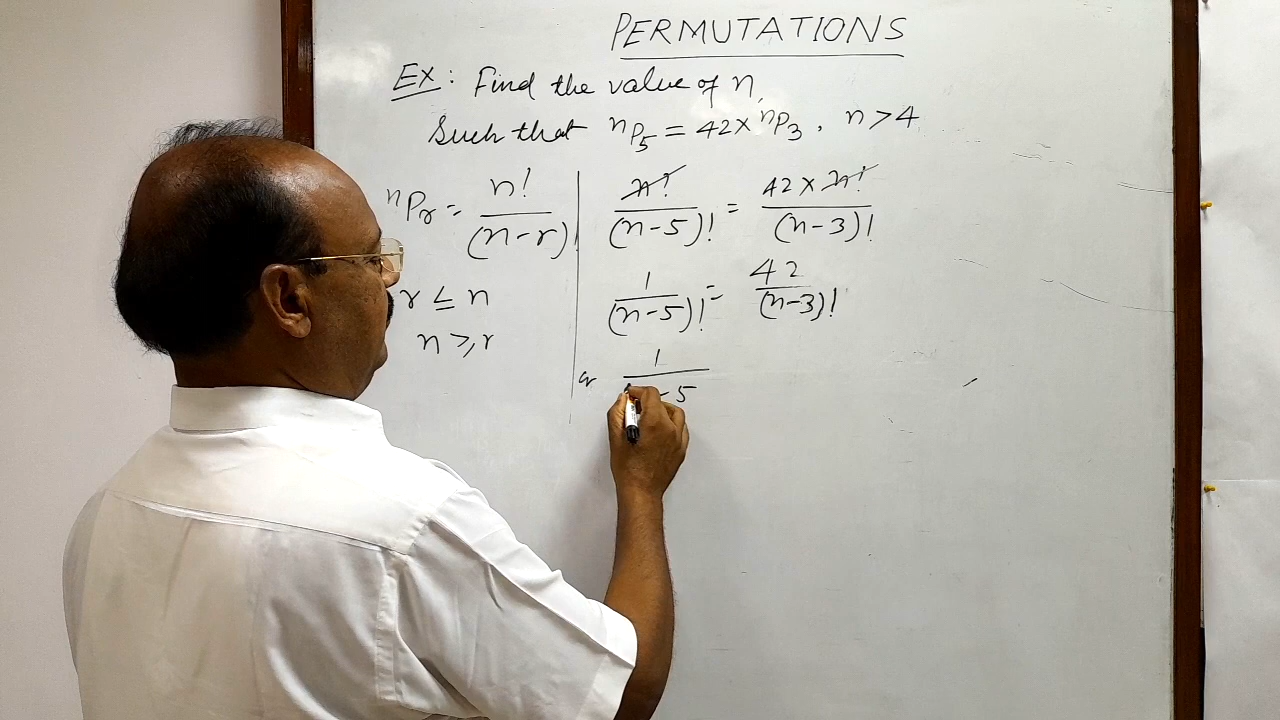 PERMUTATIONS
Ex: Find the value of n,
Such that nP5 = 42 × nP3, n > 4
nPr = n! / (n-r)!
r ≤ n
n ≥ r
n! / (n-5)! = 42 × n! / (n-3)!
1 / (n-5)! = 42 / (n-3)!
or 1 / -5